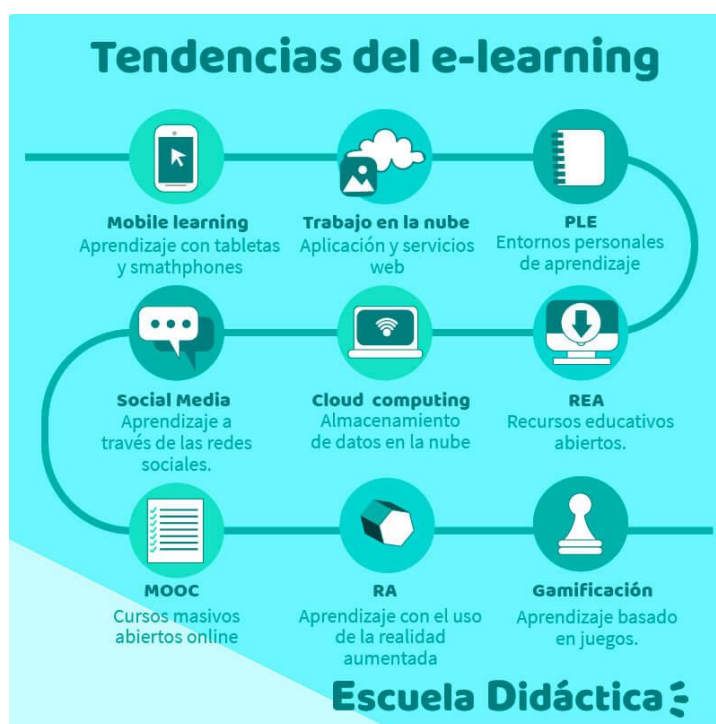 Tendencias del e-learning
Mobile learning
Aprendizaje con tabletas
y smathphones
Trabajo en la nube
Aplicación y servicios
web
PLE
Entornos personales
de aprendizaje
Social Media
Aprendizaje a
través de las redes
sociales.
Cloud computing
Almacenamiento
de datos en la nube
REA
Recursos educativos
abiertos.
MOOC
Cursos masivos
abiertos online
RA
Aprendizaje con el uso
de la realidad
aumentada
Gamificación
Aprendizaje basado
en juegos.
Escuela Didáctica